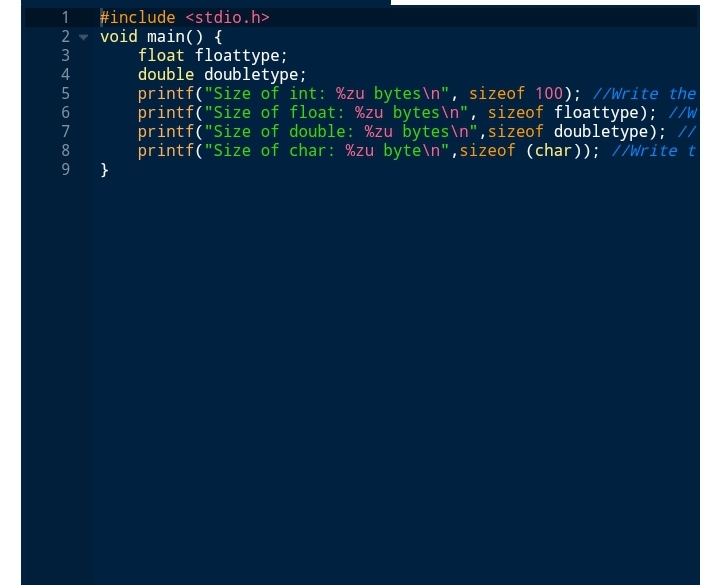 1 #include <stdio.h>
2 void main() {
3 float floattype;
4 double doubletype;
5 printf("Size of int: %zu bytes\n", sizeof 100); //Write the
6 printf("Size of float: %zu bytes\n", sizeof floattype); //W
7 printf("Size of double: %zu bytes\n",sizeof doubletype); //
8 printf("Size of char: %zu byte\n",sizeof (char)); //Write t
9 }